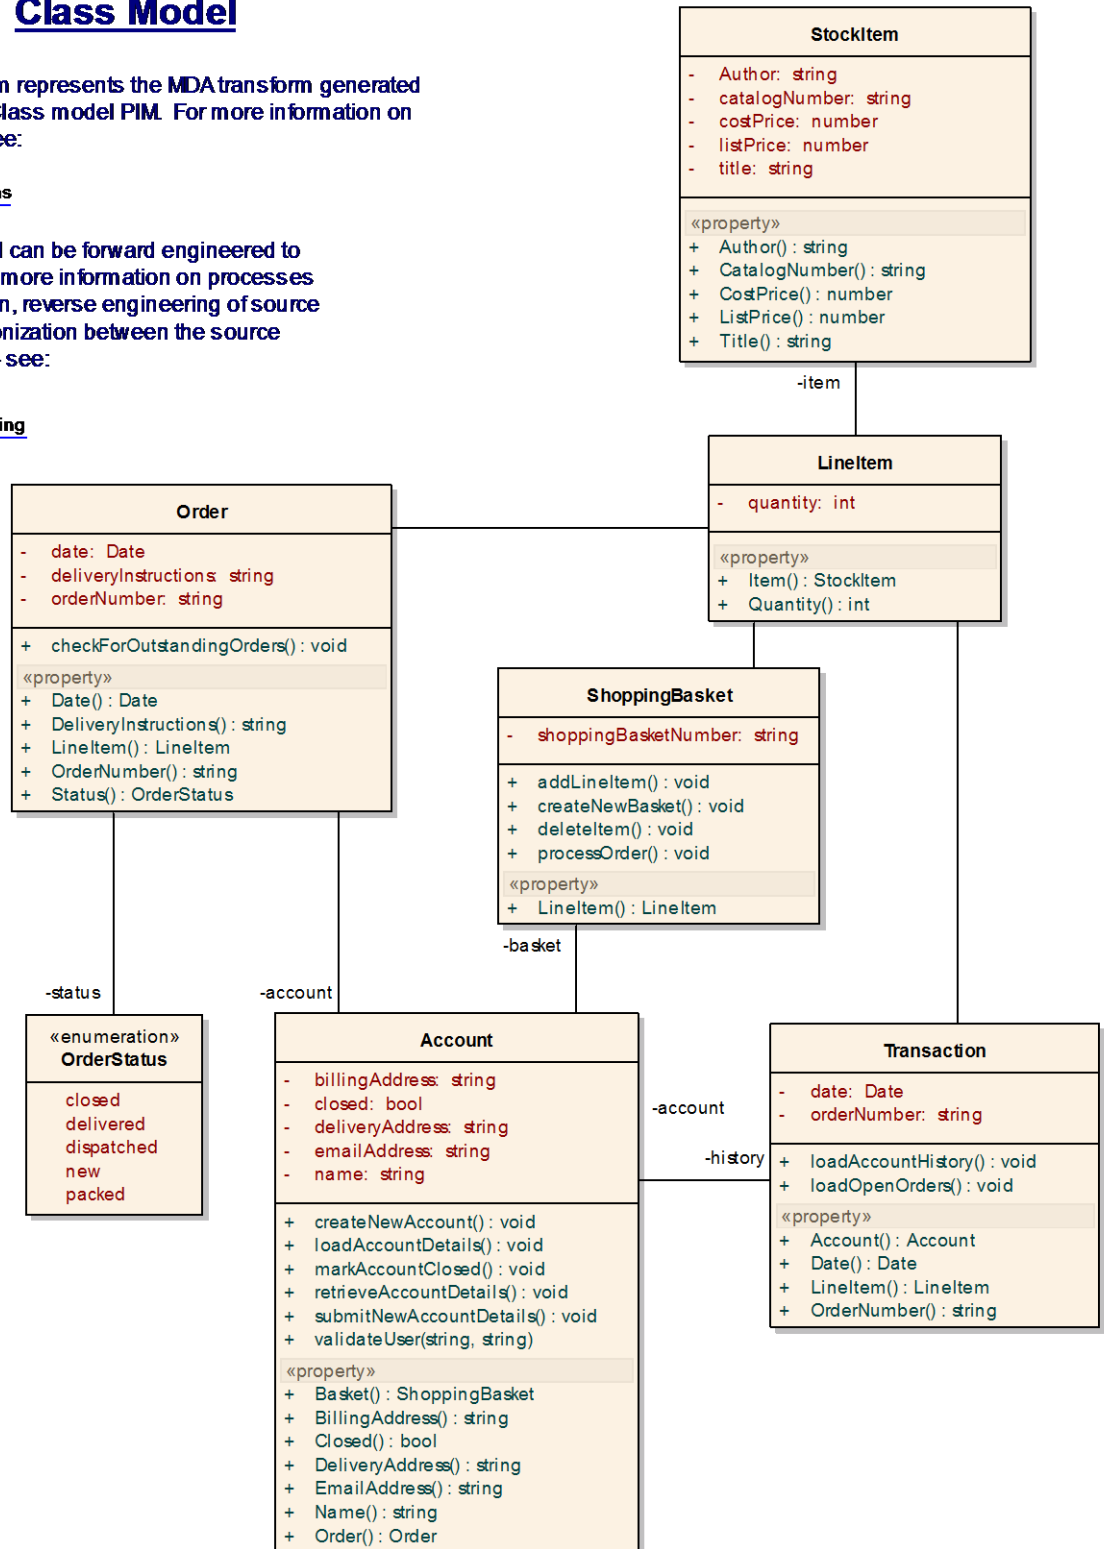 Class Model
represents the MDA transform generated
Class model PIM. For more information on
see:
can be forward engineered to
more information on processes
reverse engineering of source
between the source
see:
StockItem
- Author: string
- catalogNumber: string
- costPrice: number
- listPrice: number
- title: string
«property»
+ Author() : string
+ CatalogNumber() : string
+ CostPrice() : number
+ ListPrice() : number
+ Title() : string
-item
LineItem
- quantity: int
«property»
+ Item() : StockItem
+ Quantity() : int
Order
- date: Date
- deliveryInstructions: string
- orderNumber: string
+ checkForOutstandingOrders() : void
«property»
+ Date() : Date
+ DeliveryInstructions() : string
+ LineItem() : LineItem
+ OrderNumber() : string
+ Status() : OrderStatus
ShoppingBasket
- shoppingBasketNumber: string
+ addLineItem() : void
+ createNewBasket() : void
+ deleteItem() : void
+ processOrder() : void
«property»
+ LineItem() : LineItem
-basket
-status
-account
«enumeration»
OrderStatus
closed
delivered
dispatched
new
packed
Account
- billingAddress: string
- closed: bool
- deliveryAddress: string
- emailAddress: string
- name: string
+ createNewAccount() : void
+ loadAccountDetails() : void
+ markAccountClosed() : void
+ retrieveAccountDetails() : void
+ submitNewAccountDetails() : void
+ validateUser(string, string)
«property»
+ Basket() : ShoppingBasket
+ BillingAddress() : string
+ Closed() : bool
+ DeliveryAddress() : string
+ EmailAddress() : string
+ Name() : string
+ Order() : Order
-account
-history
Transaction
- date: Date
- orderNumber: string
+ loadAccountHistory() : void
+ loadOpenOrders() : void
«property»
+ Account() : Account
+ Date() : Date
+ LineItem() : LineItem
+ OrderNumber() : string